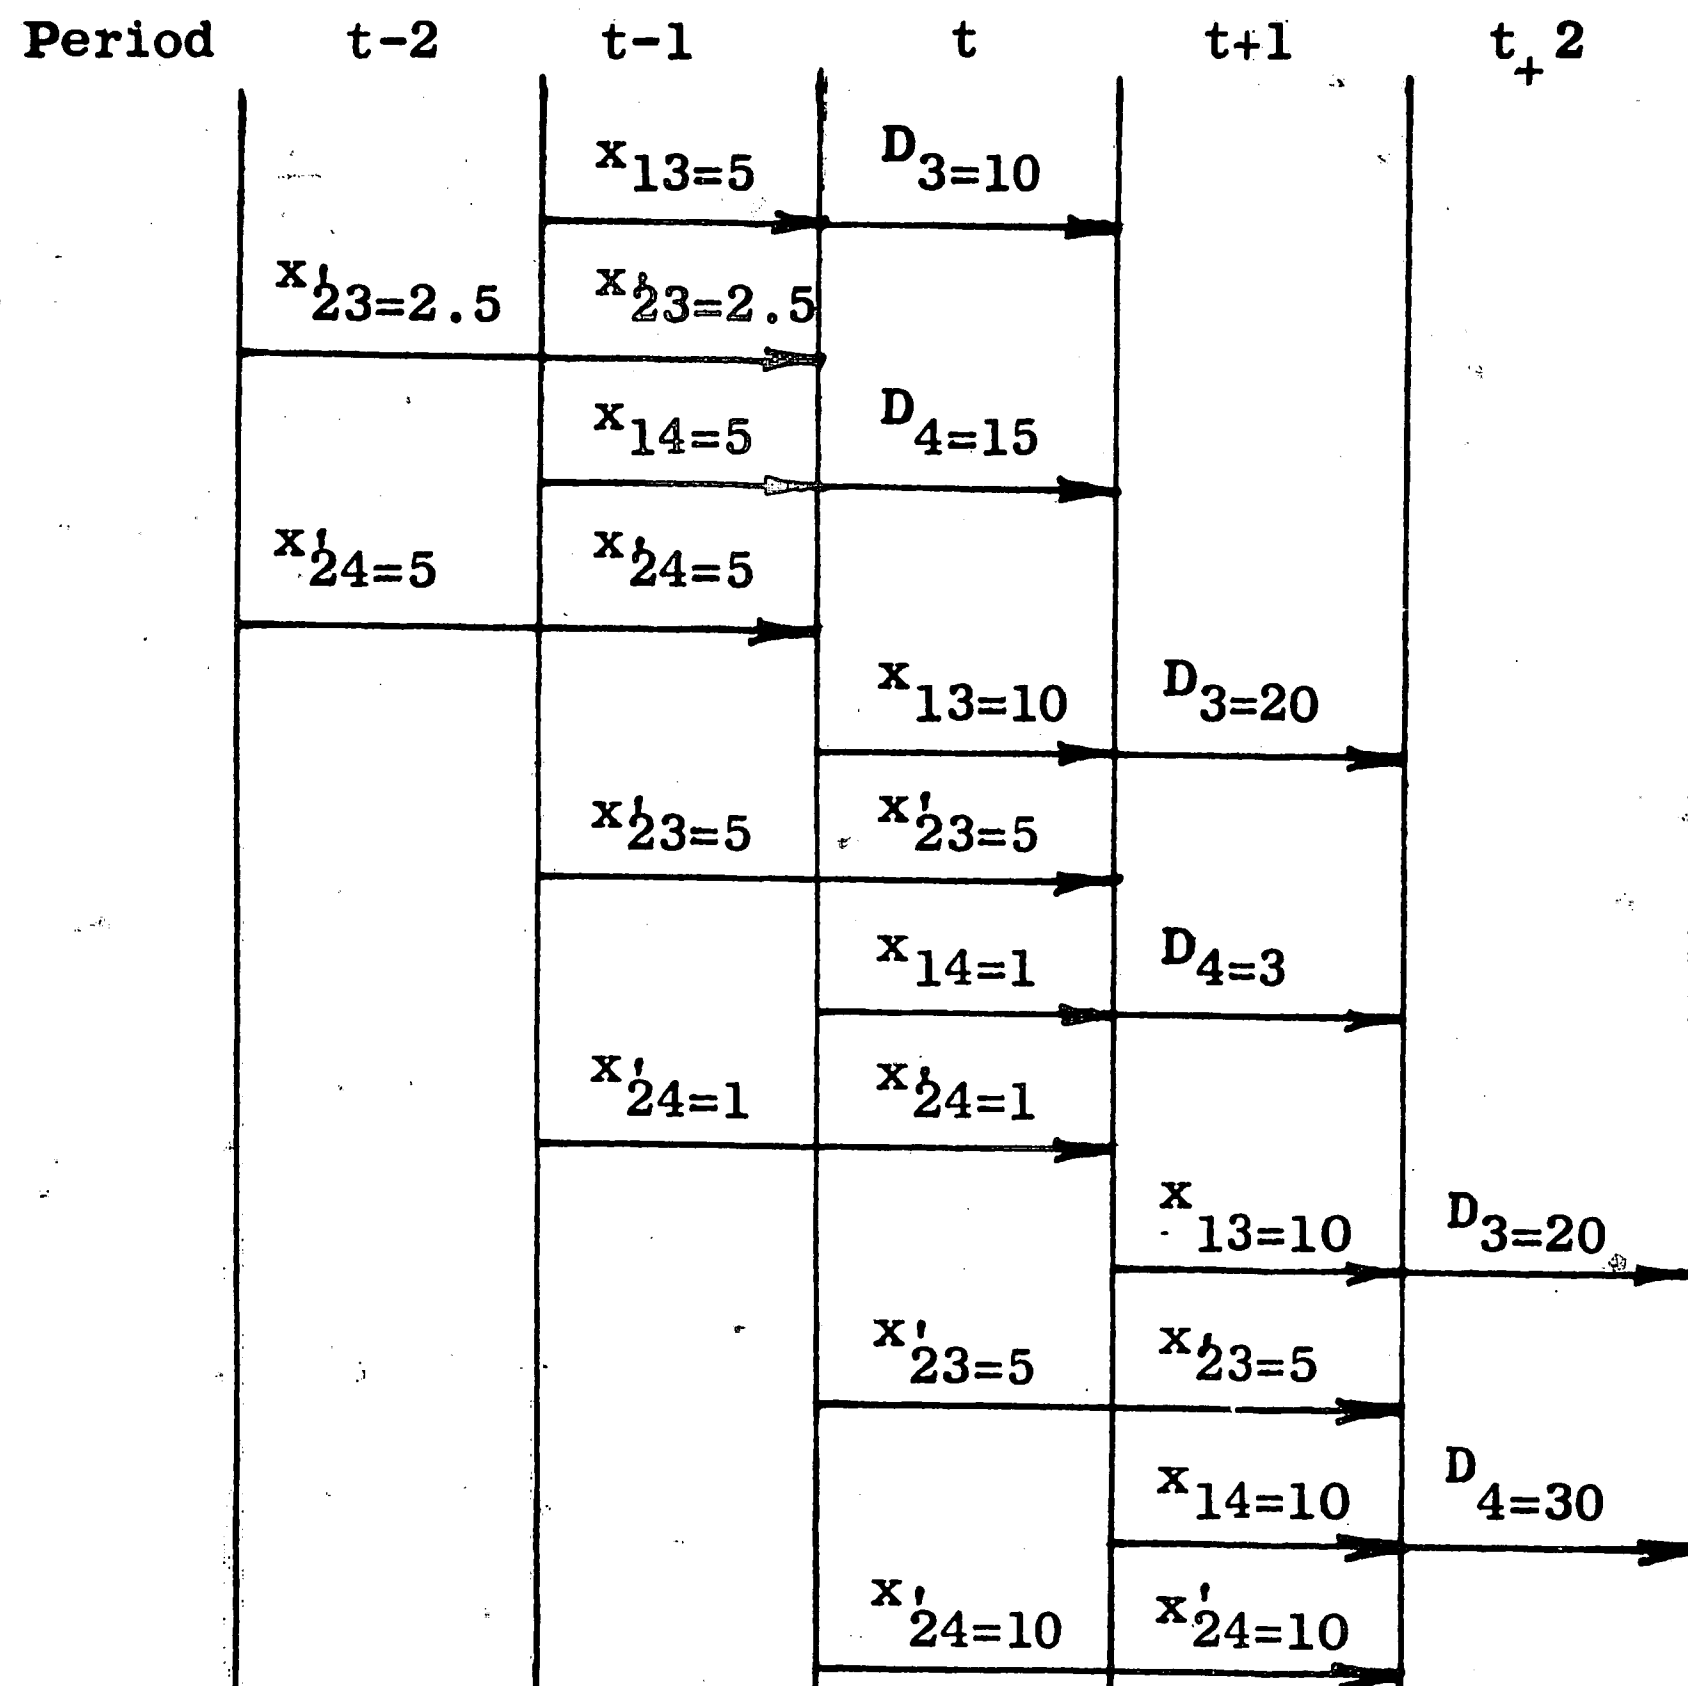 Period t-2 t-1 t t+1 t+2
x13=5 D3=10
x'23=2.5 x'23=2.5
x14=5 D4=15
x'24=5 x'24=5
x13=10 D3=20
x'23=5 x'23=5
x14=1 D4=3
x'24=1 x'24=1
x13=10 D3=20
x'23=5 x'23=5
x14=10 D4=30
x'24=10 x'24=10